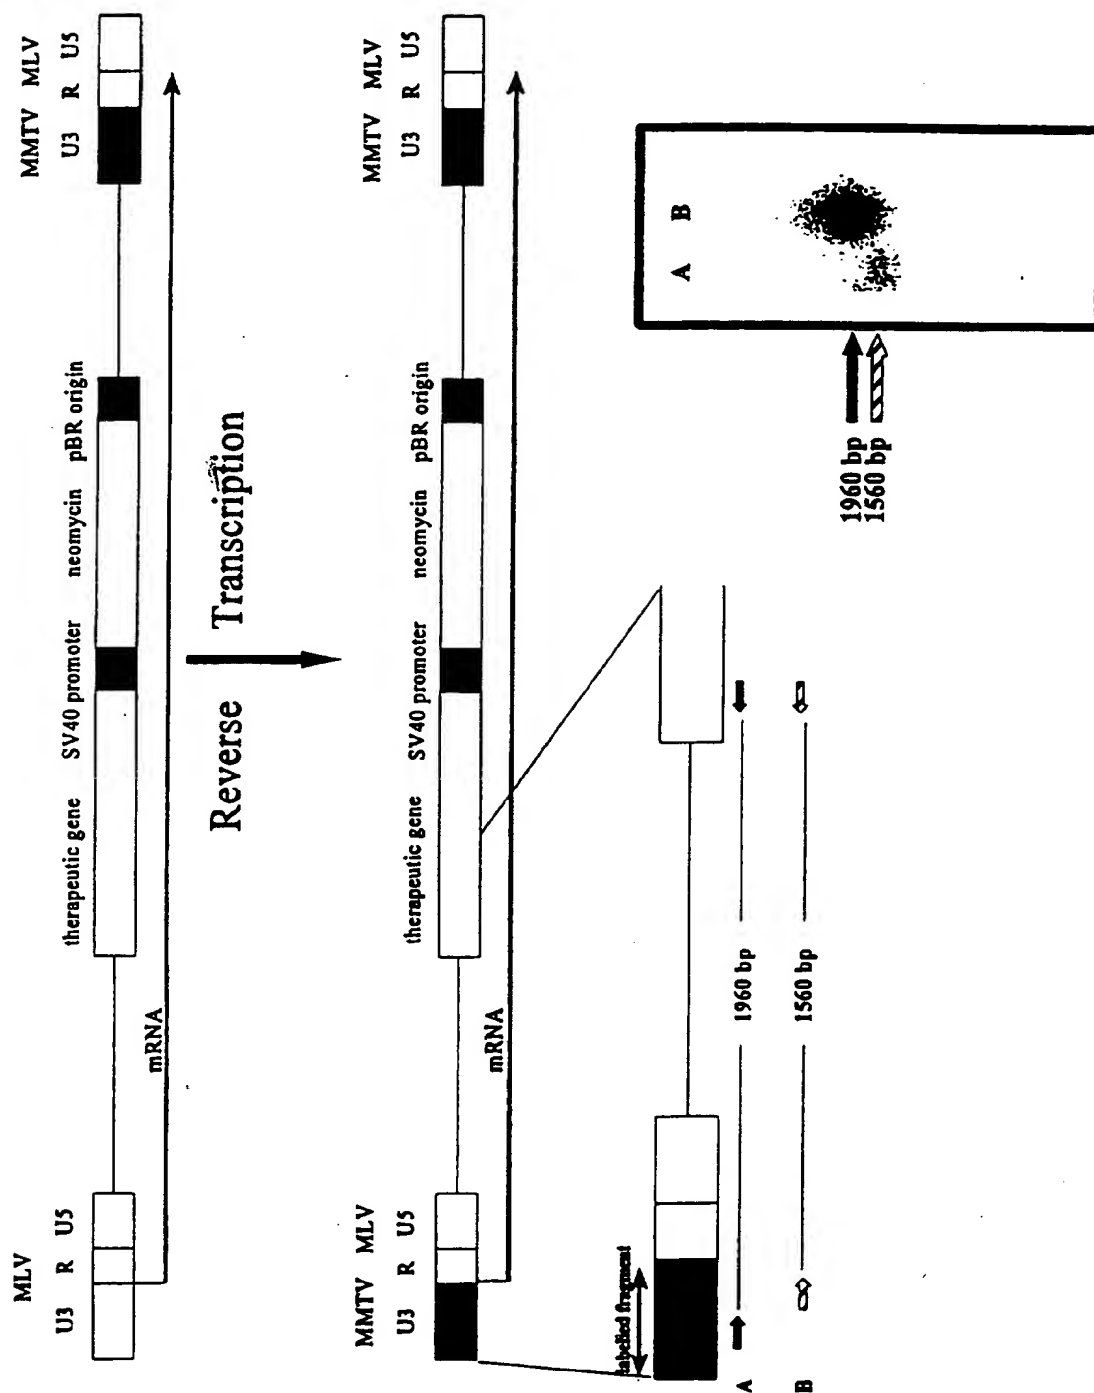 MLV MMTV MLV
U3 R U5 therapeutic gene SV40 promoter neomycin pBR origin U3 R U5
mRNA
Reverse Transcription
MMTV MLV MMTV MLV
U3 R U5 therapeutic gene SV40 promoter neomycin pBR origin U3 R U5
mRNA
labelled fragment
A 1960 bp
B 1560 bp
A B
1960 bp
1560 bp